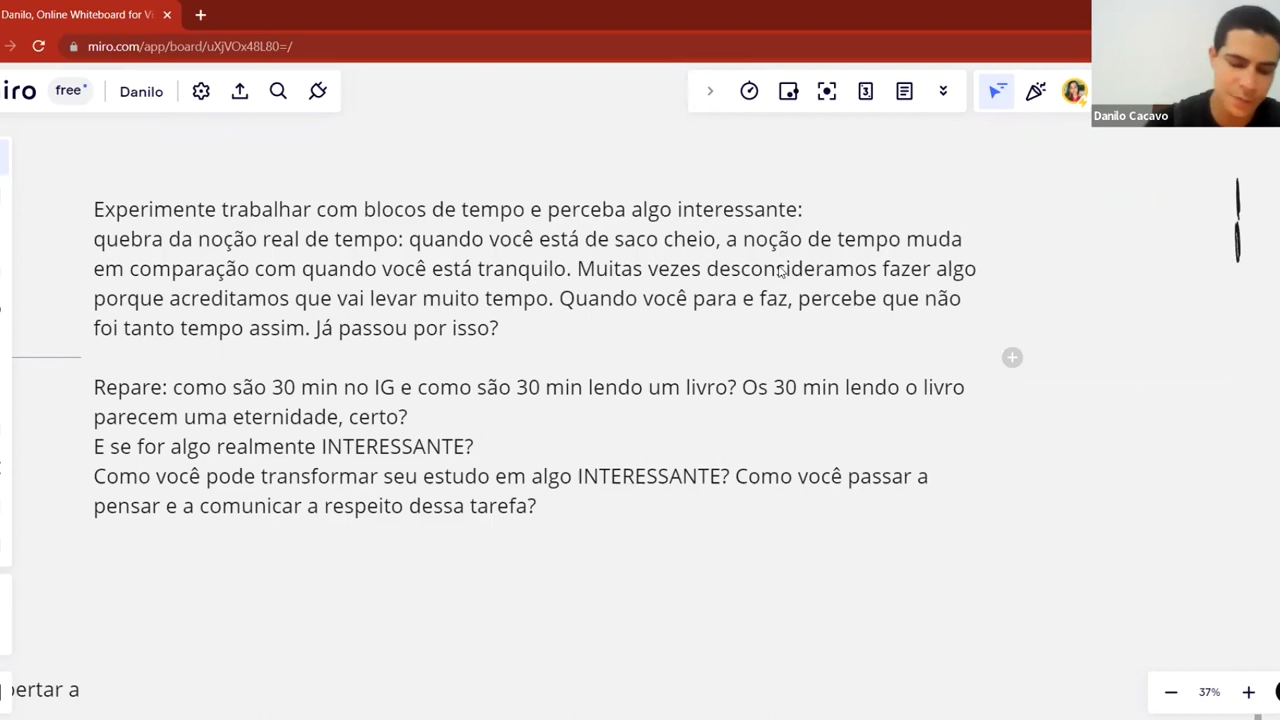 Danilo, Online Whiteboard for Vi
miro.com/app/board/uXjVOx48L80=/
iro free Danilo
3
Danilo Cacavo
Experimente trabalhar com blocos de tempo e perceba algo interessante:
quebra da noção real de tempo: quando você está de saco cheio, a noção de tempo muda
em comparação com quando você está tranquilo. Muitas vezes desconsideramos fazer algo
porque acreditamos que vai levar muito tempo. Quando você para e faz, percebe que não
foi tanto tempo assim. Já passou por isso?
Repare: como são 30 min no IG e como são 30 min lendo um livro? Os 30 min lendo o livro
parecem uma eternidade, certo?
E se for algo realmente INTERESSANTE?
Como você pode transformar seu estudo em algo INTERESSANTE? Como você passar a
pensar e a comunicar a respeito dessa tarefa?
pertar a
37%